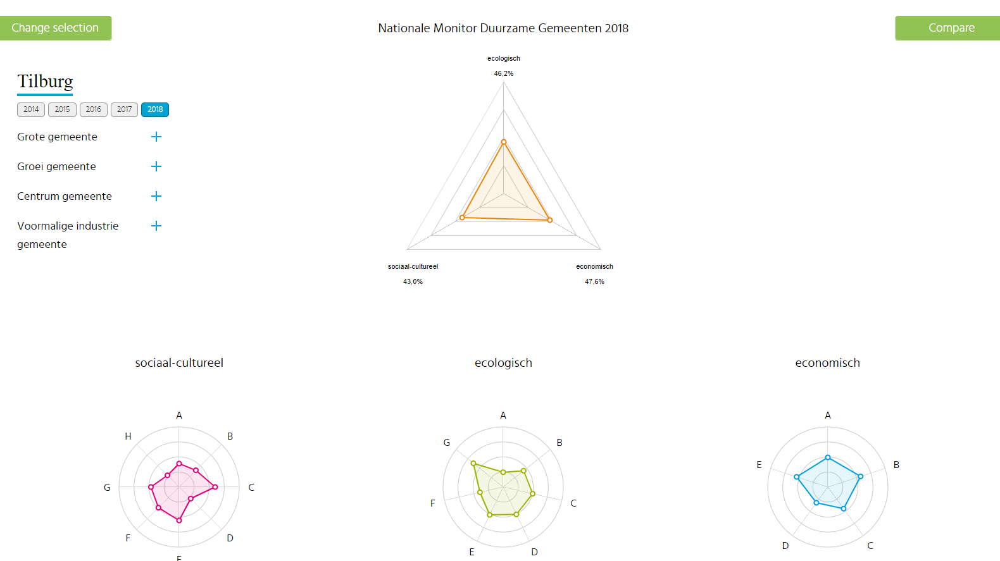 Change selection
Nationale Monitor Duurzame Gemeenten 2018
Compare
Tilburg
2014
2015
2016
2017
2018
Grote gemeente
Groei gemeente
Centrum gemeente
Voormalige industrie
gemeente
ecologisch
46,2%
sociaal-cultureel
43,0%
economisch
47,6%
sociaal-cultureel
A
B
C
D
F
G
H
ecologisch
A
B
C
D
E
F
G
economisch
A
B
C
D
E